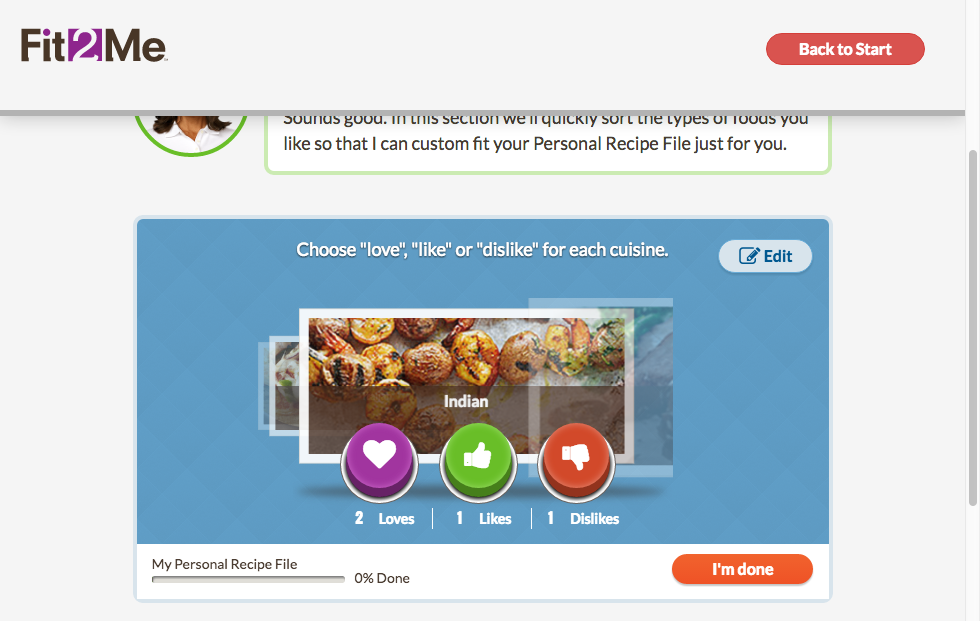 Fit2Me
Back to Start
Sounds good. In this section we'll quickly sort the types of foods you
like so that I can custom fit your Personal Recipe File just for you.
Choose "love", "like" or "dislike" for each cuisine.
Edit
Indian
2 Loves
1 Likes
1 Dislikes
My Personal Recipe File
0% Done
I'm done